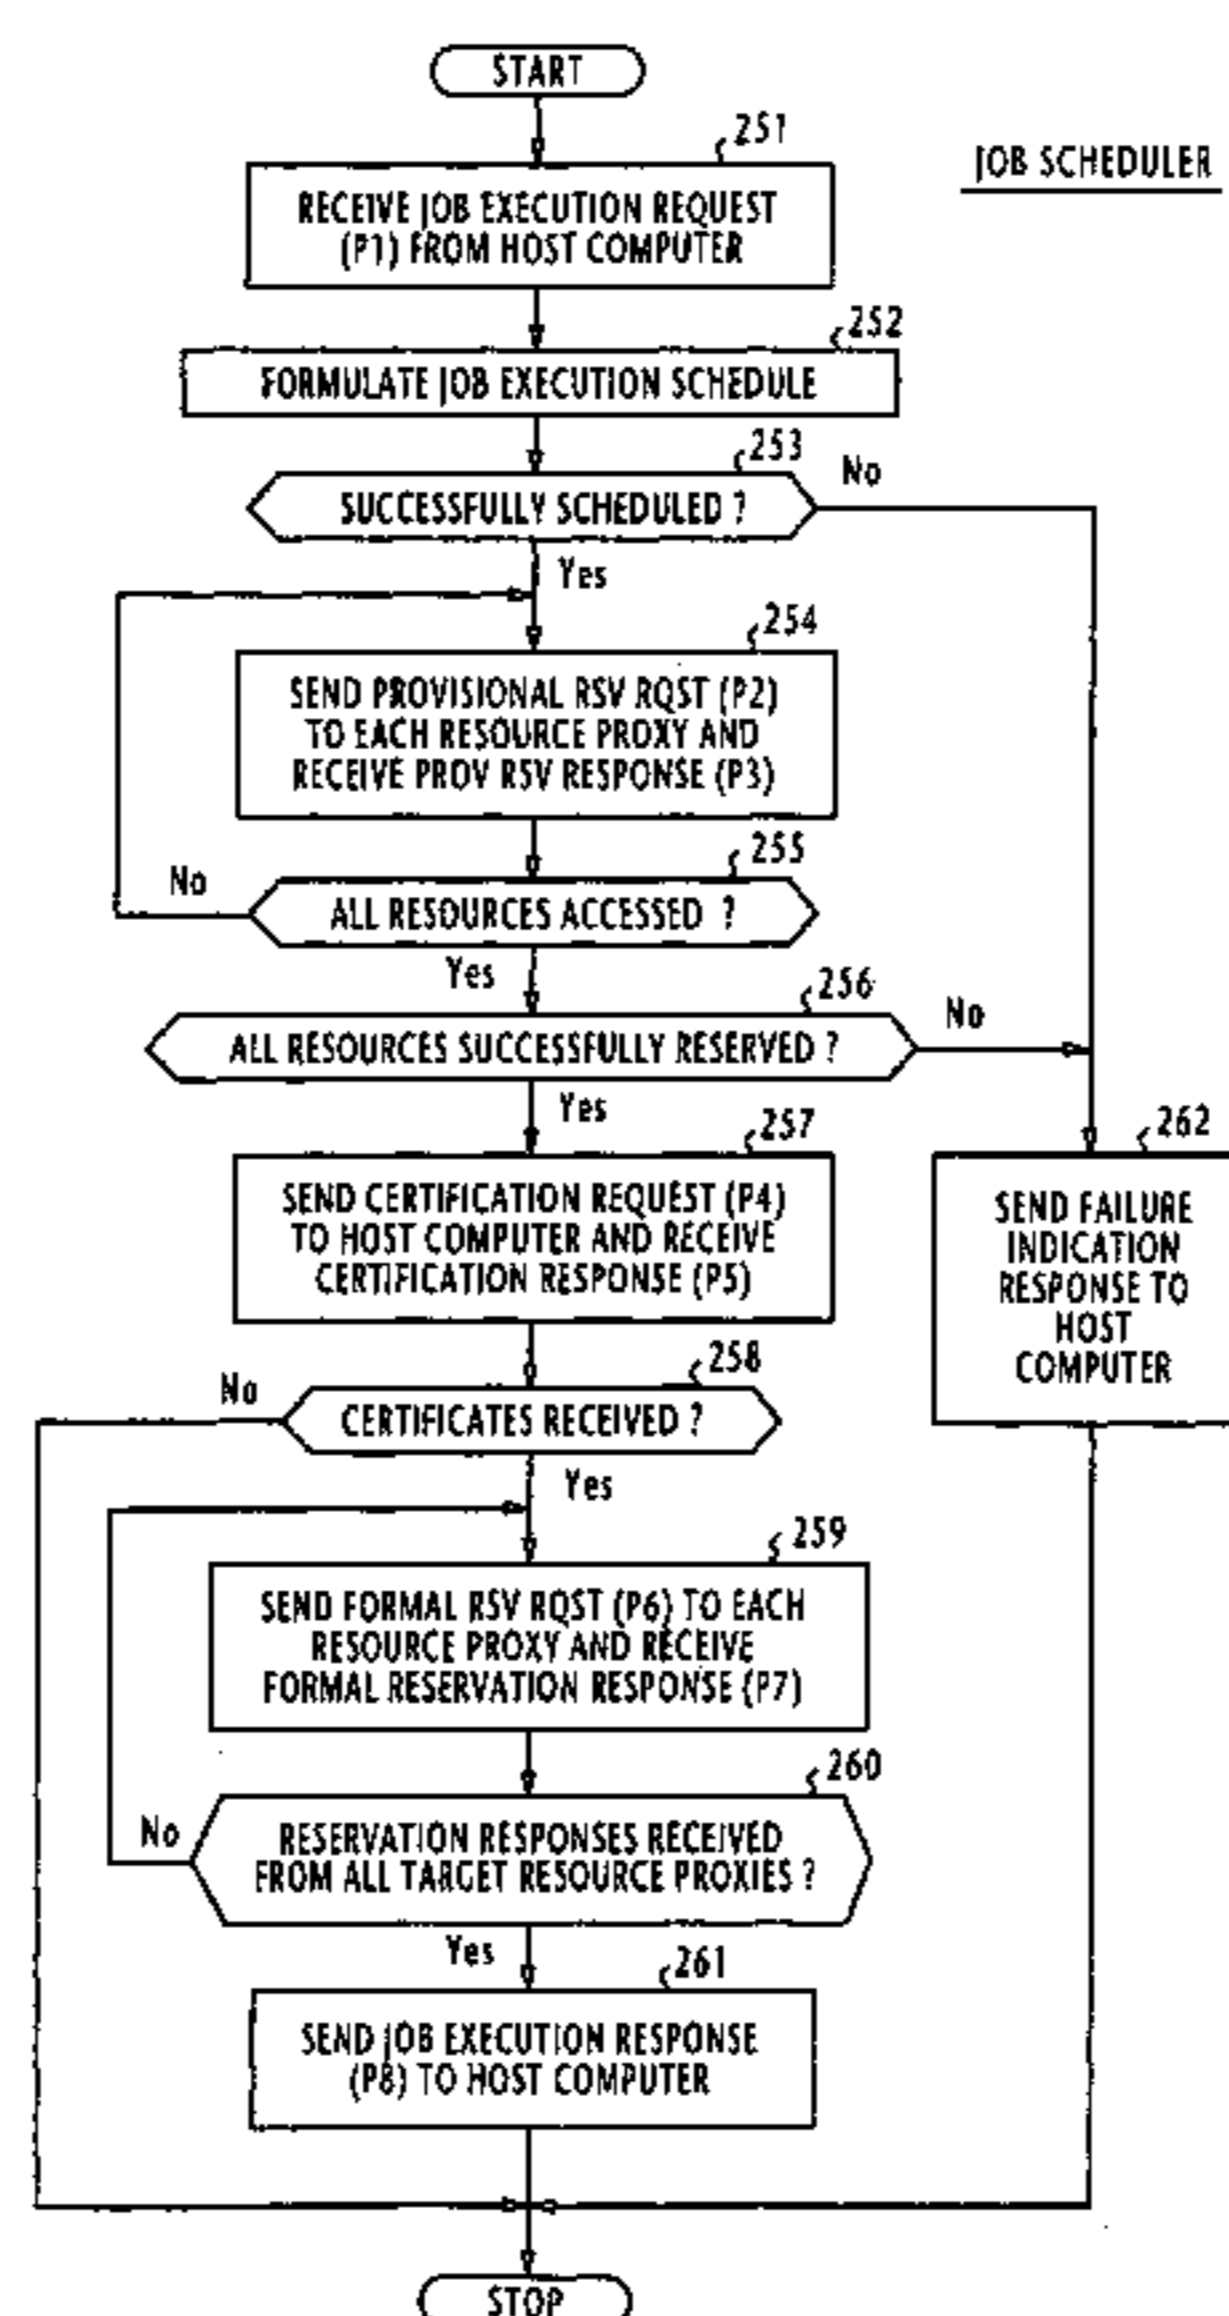 START
JOB SCHEDULER
251
RECEIVE JOB EXECUTION REQUEST
(P1) FROM HOST COMPUTER
252
FORMULATE JOB EXECUTION SCHEDULE
253
SUCCESSFULLY SCHEDULED ?
No
Yes
254
SEND PROVISIONAL RSV RQST (P2)
TO EACH RESOURCE PROXY AND
RECEIVE PROV RSV RESPONSE (P3)
255
No
ALL RESOURCES ACCESSED ?
Yes
256
ALL RESOURCES SUCCESSFULLY RESERVED ?
No
Yes
257
SEND CERTIFICATION REQUEST (P4)
TO HOST COMPUTER AND RECEIVE
CERTIFICATION RESPONSE (P5)
262
SEND FAILURE
INDICATION
RESPONSE TO
HOST
COMPUTER
258
No
CERTIFICATES RECEIVED ?
Yes
259
SEND FORMAL RSV RQST (P6) TO EACH
RESOURCE PROXY AND RECEIVE
FORMAL RESERVATION RESPONSE (P7)
260
No
RESERVATION RESPONSES RECEIVED
FROM ALL TARGET RESOURCE PROXIES ?
Yes
261
SEND JOB EXECUTION RESPONSE
(P8) TO HOST COMPUTER
STOP